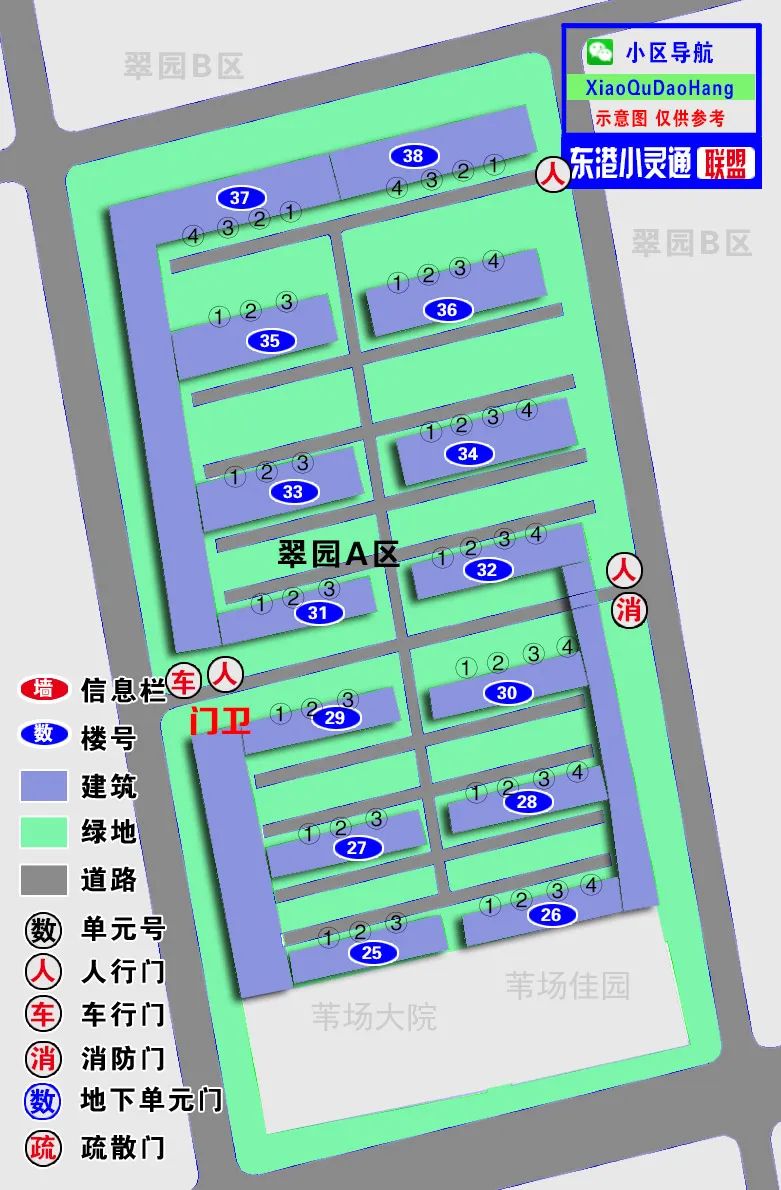 翠园B区
小区导航
XiaoQuDaoHang
示意图 仅供参考
东港小灵通 联盟
38
④ ③ ② ①
人
37
④ ③ ② ①
翠园B区
① ② ③ ④
36
① ② ③
35
① ② ③ ④
34
① ② ③
33
翠园A区
① ② ③ ④
32
人
消
① ② ③
31
车 人
门卫
① ② ③ ④
30
① ② ③
29
① ② ③ ④
28
① ② ③
27
① ② ③ ④
26
① ② ③
25
苇场佳园
苇场大院
墙 信息栏
数 楼号
建筑
绿地
道路
数 单元号
人 人行门
车 车行门
消 消防门
数 地下单元门
疏 疏散门